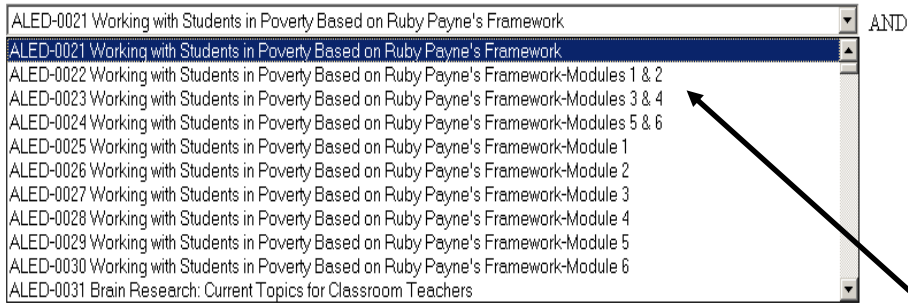 ALED-0021 Working with Students in Poverty Based on Ruby Payne's Framework AND
ALED-0021 Working with Students in Poverty Based on Ruby Payne's Framework
ALED-0022 Working with Students in Poverty Based on Ruby Payne's Framework-Modules 1 & 2
ALED-0023 Working with Students in Poverty Based on Ruby Payne's Framework-Modules 3 & 4
ALED-0024 Working with Students in Poverty Based on Ruby Payne's Framework-Modules 5 & 6
ALED-0025 Working with Students in Poverty Based on Ruby Payne's Framework-Module 1
ALED-0026 Working with Students in Poverty Based on Ruby Payne's Framework-Module 2
ALED-0027 Working with Students in Poverty Based on Ruby Payne's Framework-Module 3
ALED-0028 Working with Students in Poverty Based on Ruby Payne's Framework-Module 4
ALED-0029 Working with Students in Poverty Based on Ruby Payne's Framework-Module 5
ALED-0030 Working with Students in Poverty Based on Ruby Payne's Framework-Module 6
ALED-0031 Brain Research: Current Topics for Classroom Teachers